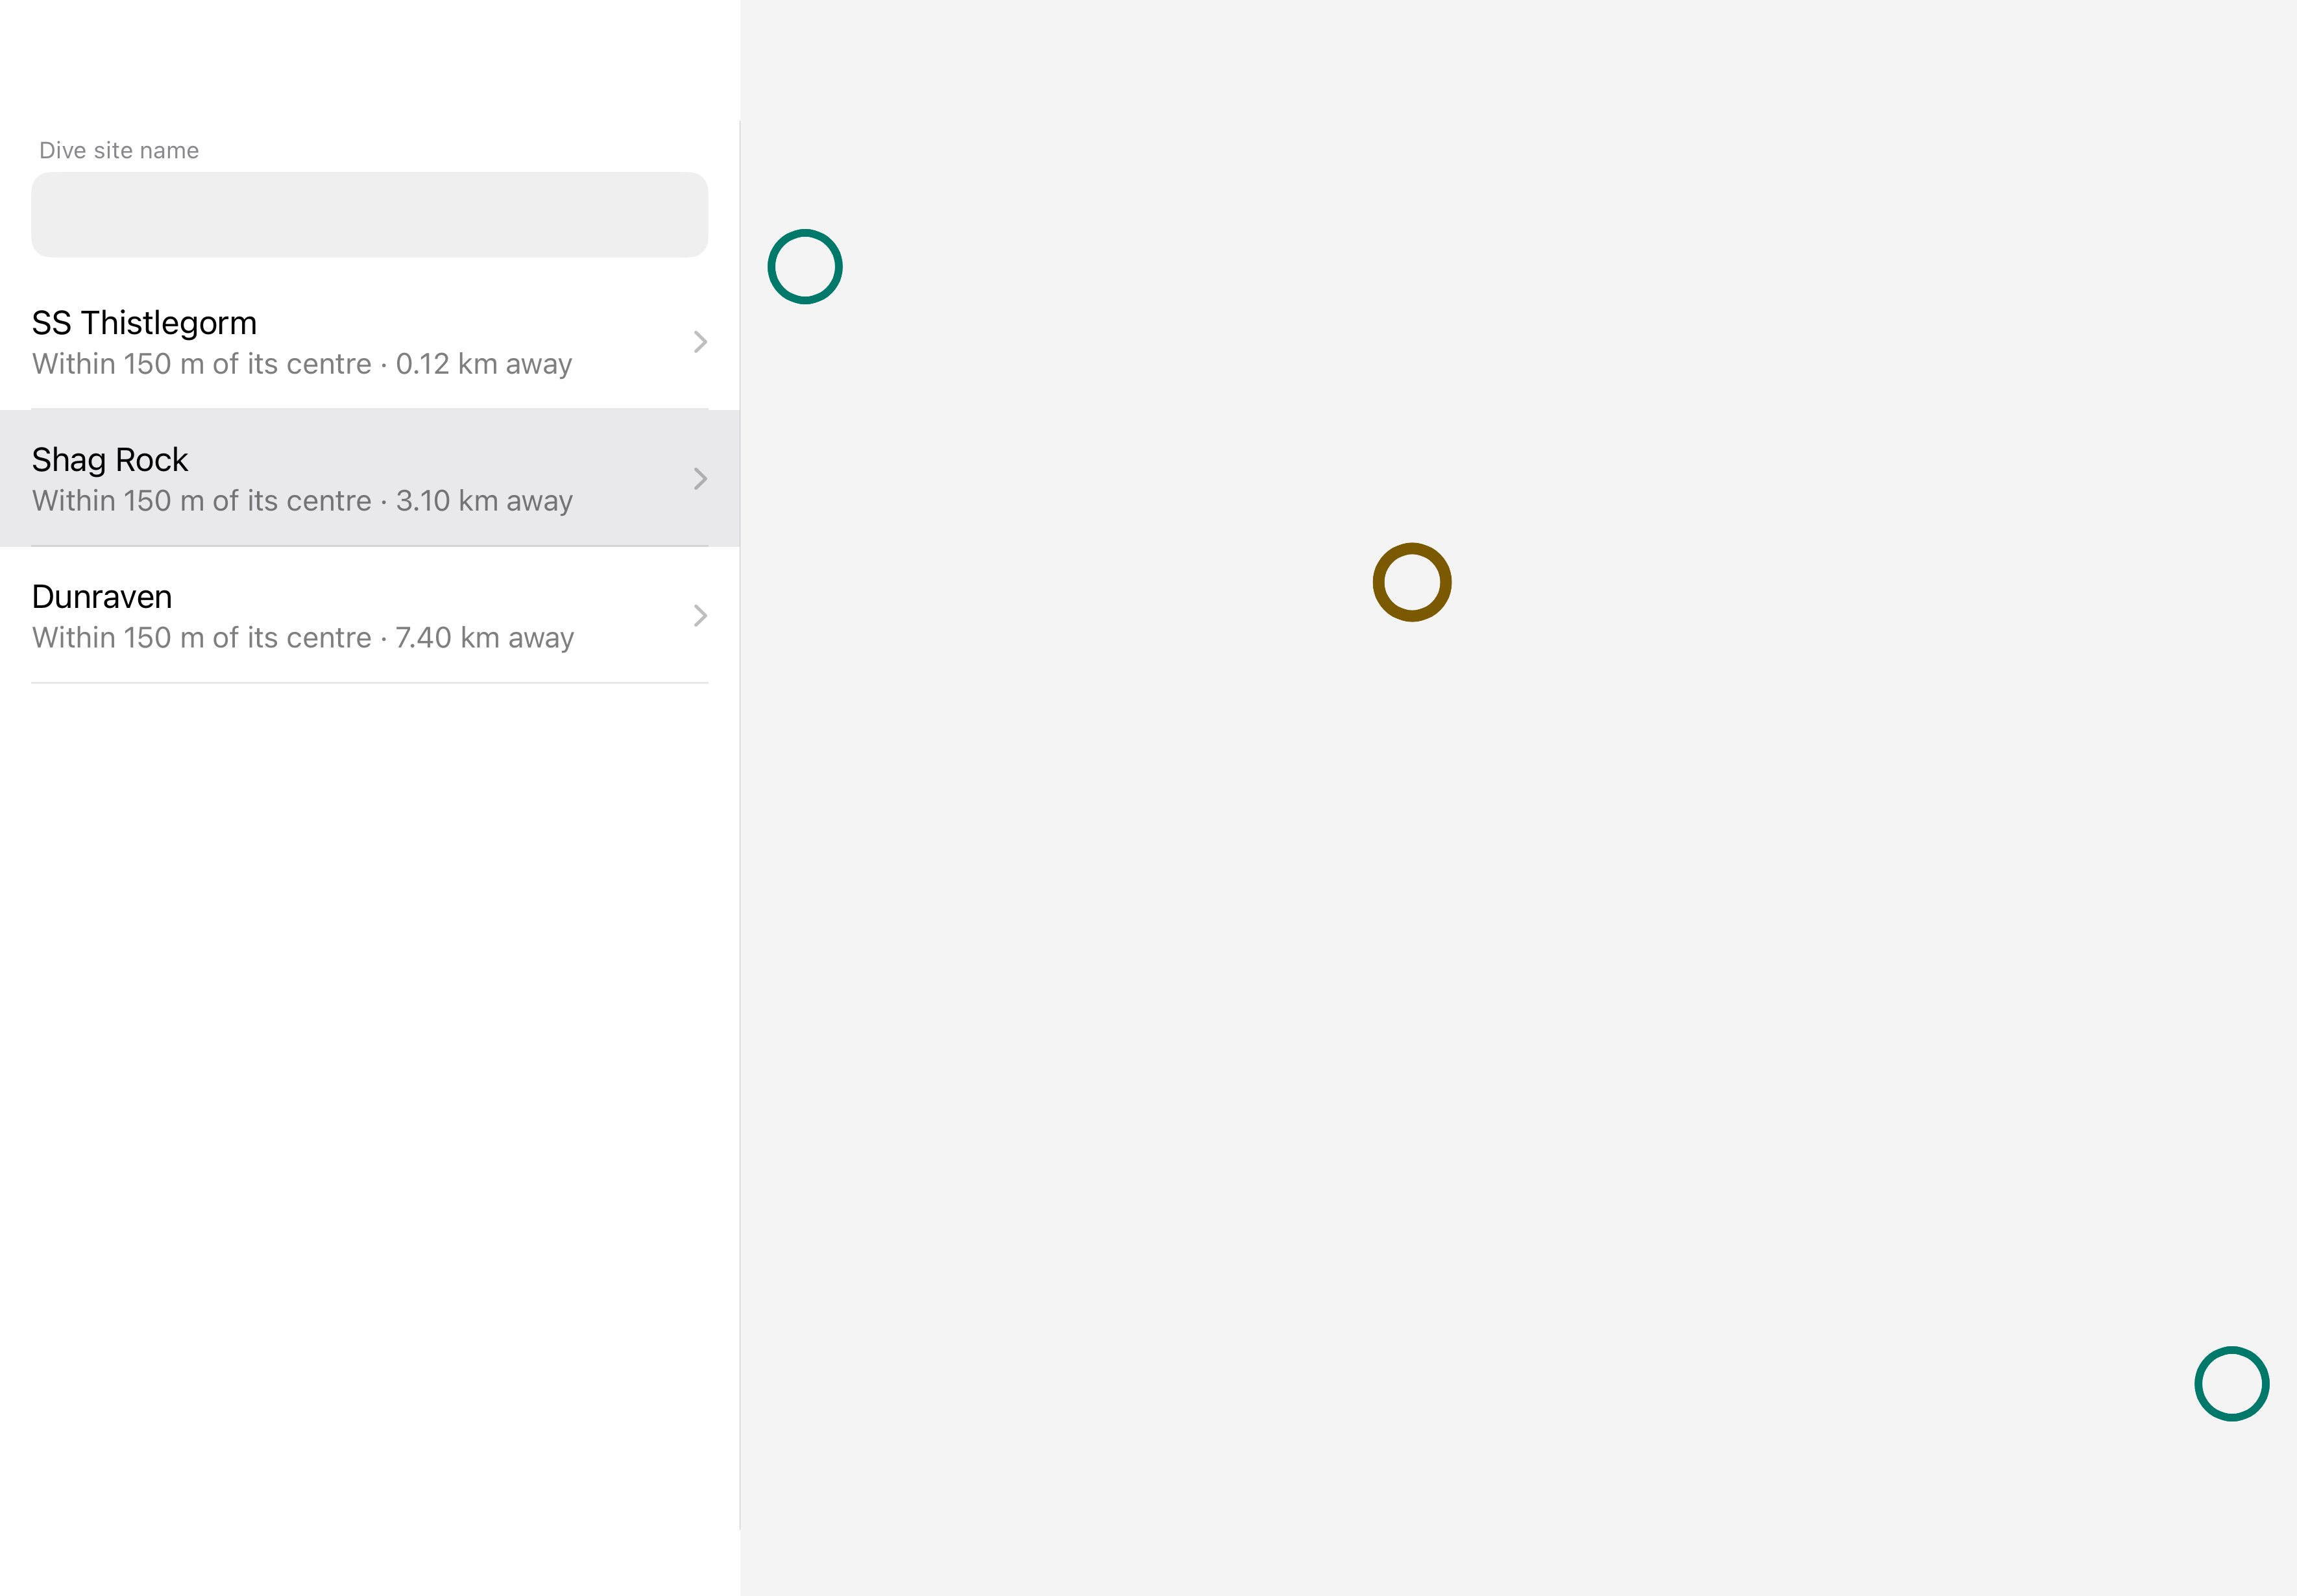 Dive site name
SS Thistlegorm
Within 150 m of its centre · 0.12 km away
Shag Rock
Within 150 m of its centre · 3.10 km away
Dunraven
Within 150 m of its centre · 7.40 km away